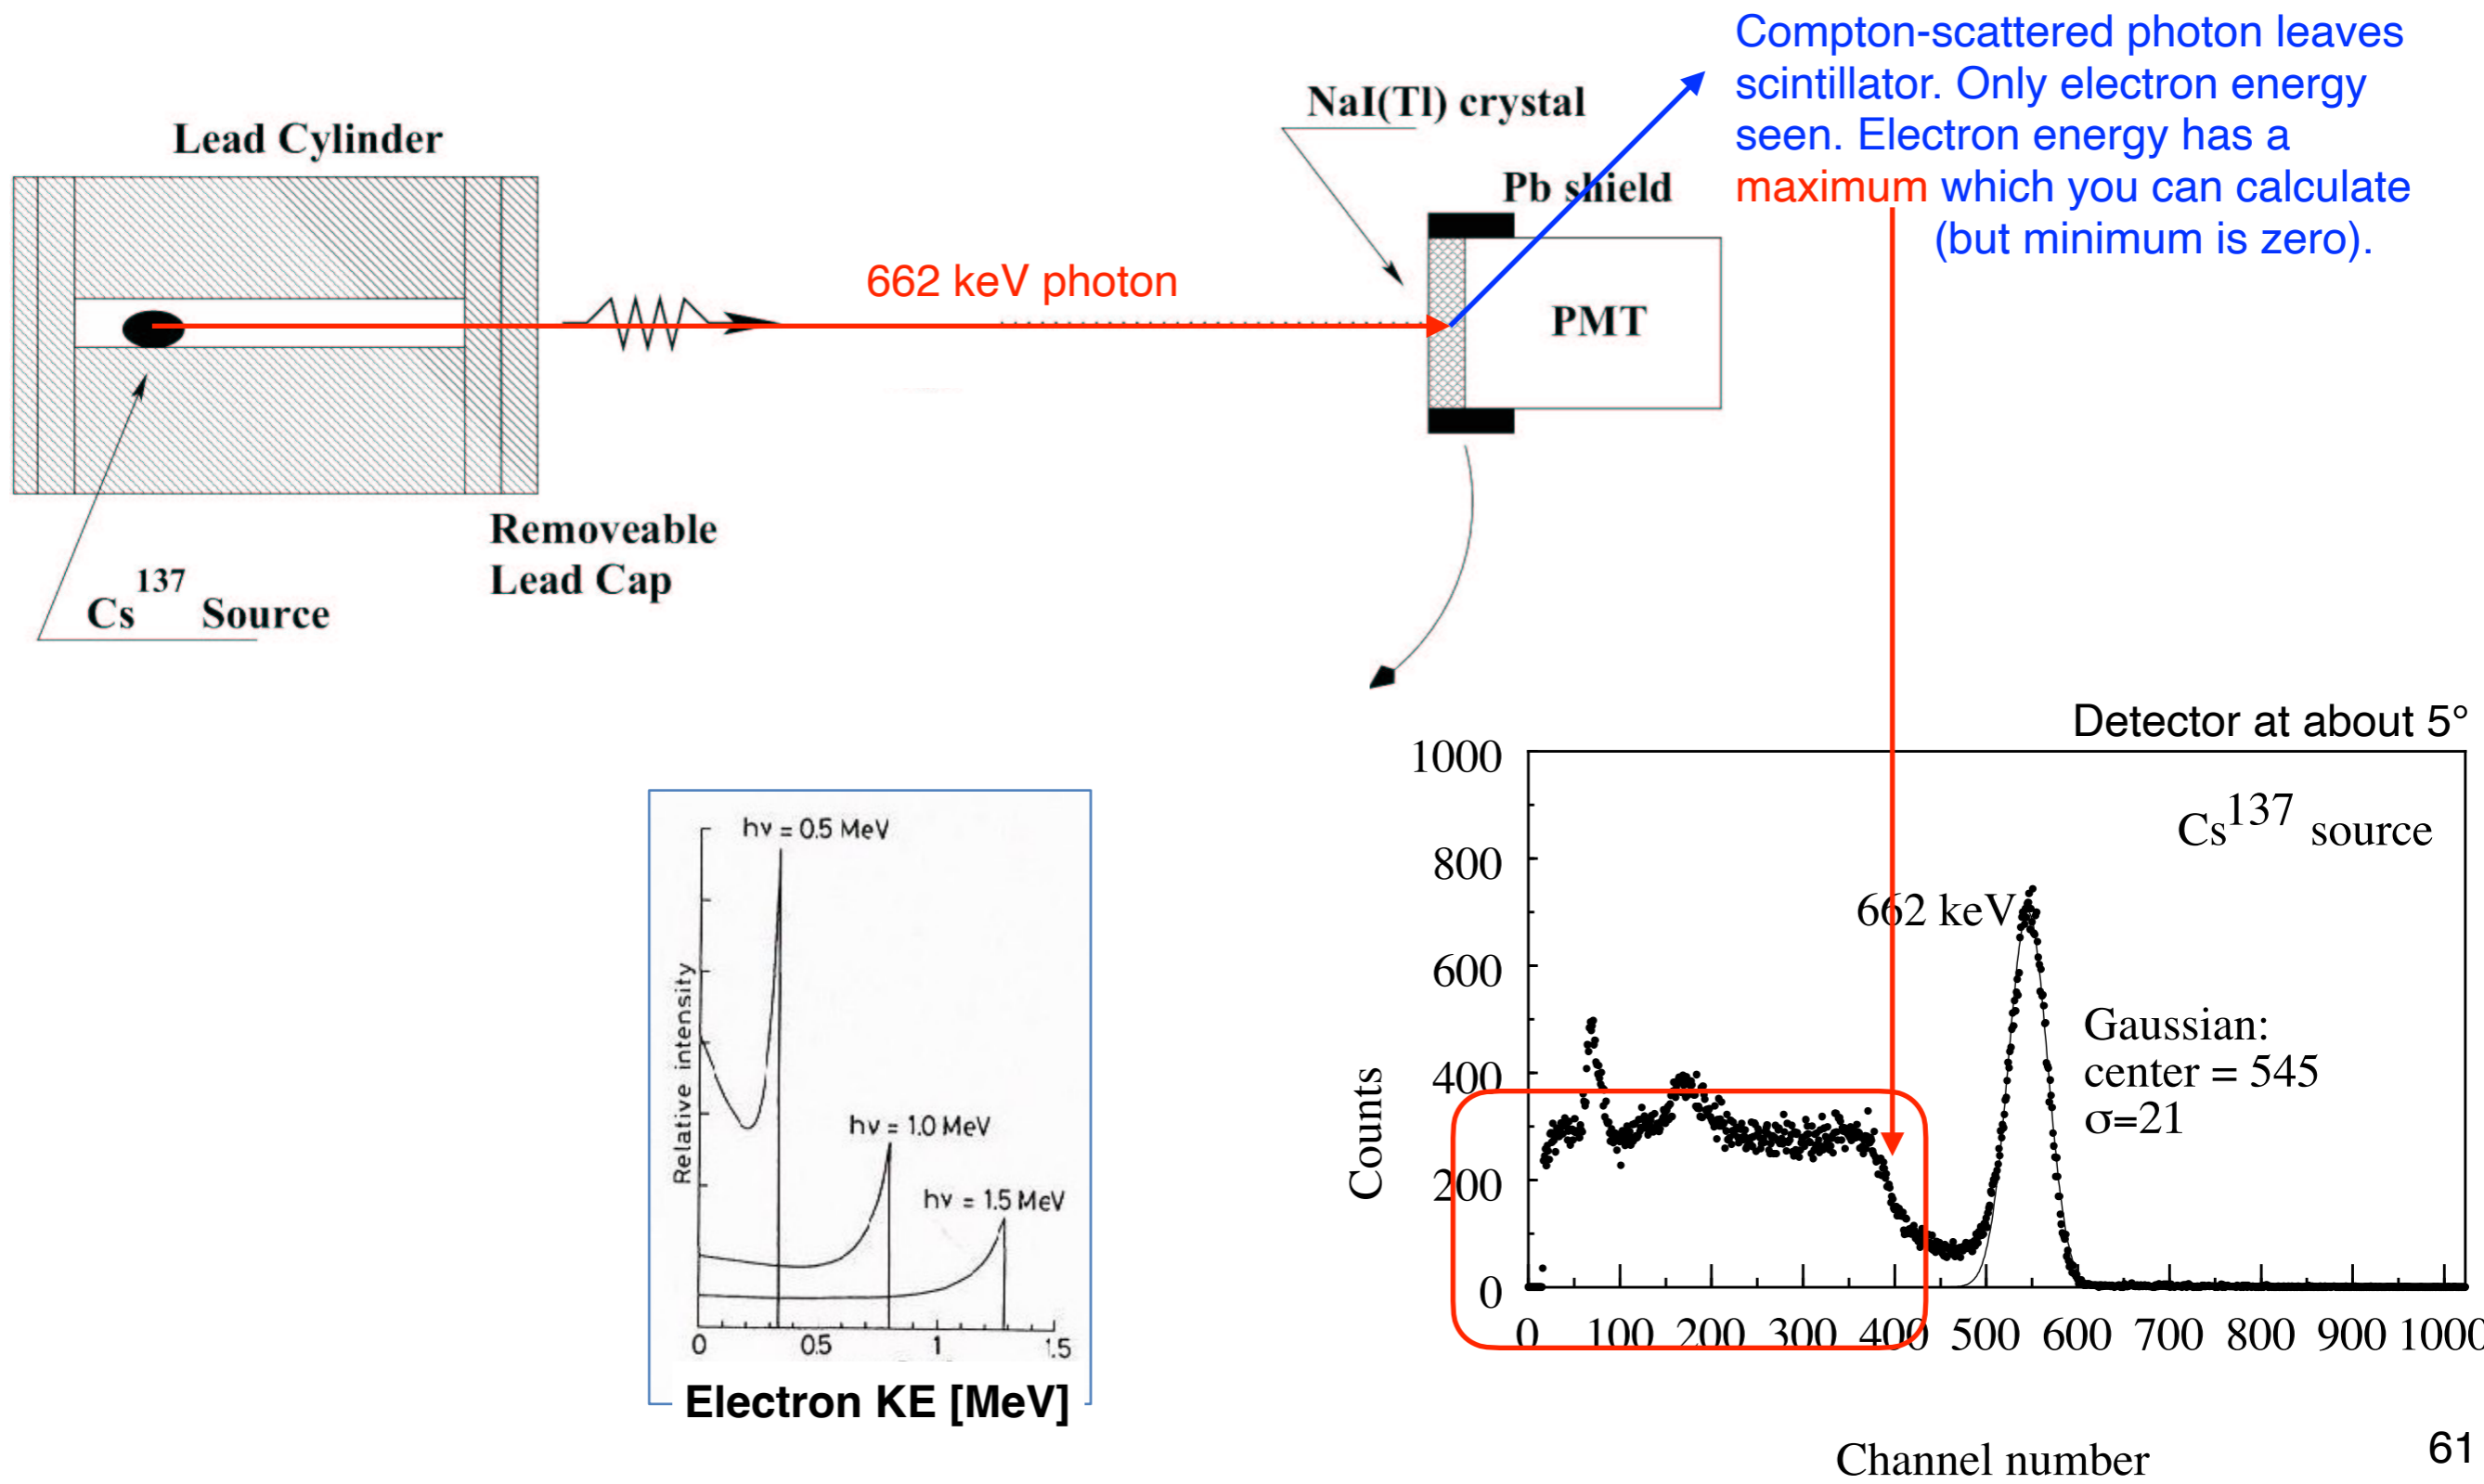 Compton-scattered photon leaves
scintillator. Only electron energy
seen. Electron energy has a
maximum which you can calculate
(but minimum is zero).
NaI(Tl) crystal
Lead Cylinder
Pb shield
662 keV photon
PMT
Removeable
Lead Cap
Cs137 Source
Detector at about 5°
1000
800
600
400
200
0
Counts
Cs137 source
662 keV
Gaussian:
center = 545
σ=21
0 100 200 300 400 500 600 700 800 900 1000
Channel number
hν = 0.5 MeV
hν = 1.0 MeV
hν = 1.5 MeV
Relative intensity
0 0.5 1 1.5
Electron KE [MeV]
61